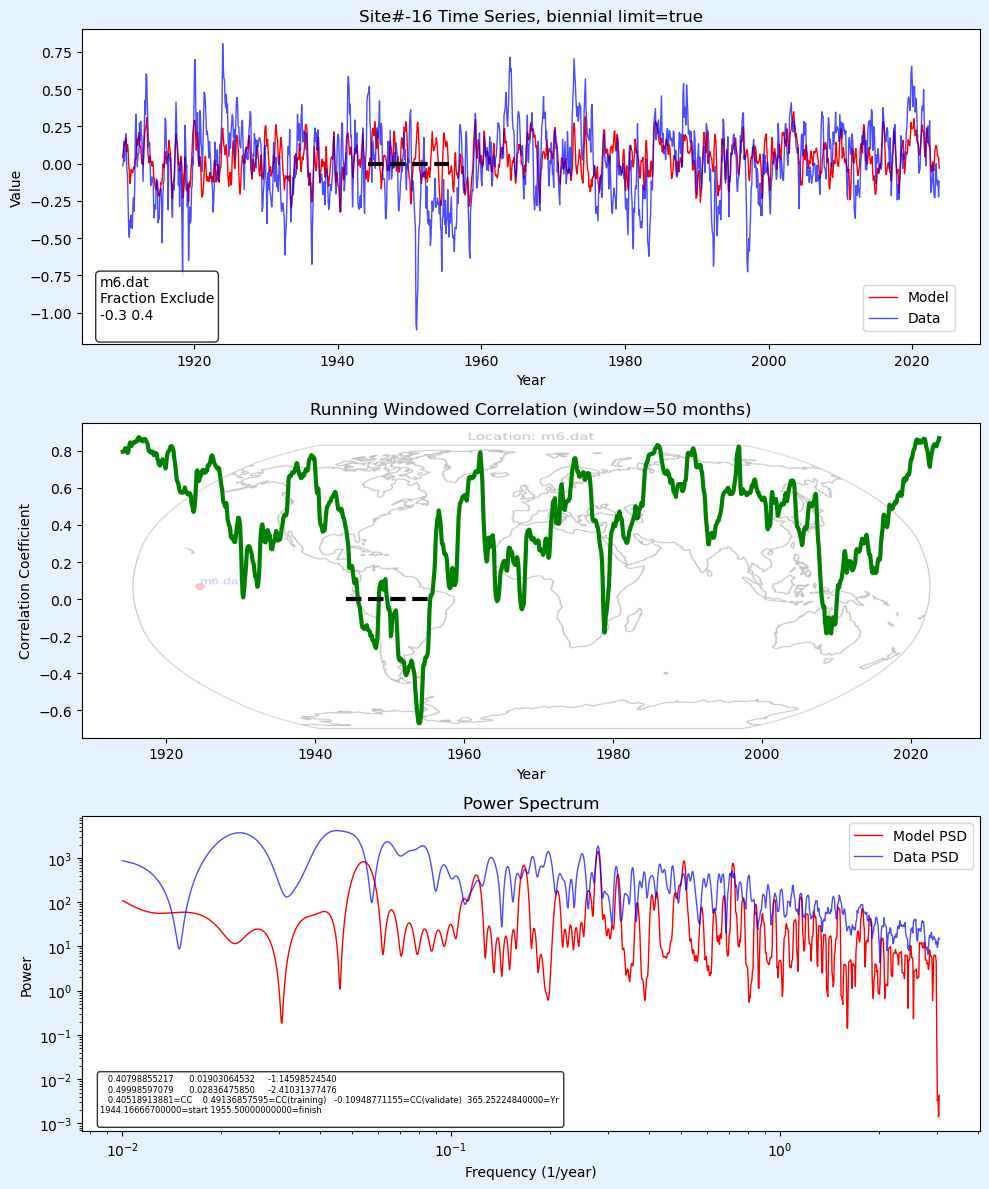 Site#-16 Time Series, biennial limit=true
Value
0.75
0.50
0.25
0.00
−0.25
−0.50
−0.75
−1.00
m6.dat
Fraction Exclude
-0.3 0.4
Model
Data
1920
1940
1960
1980
2000
2020
Year
Running Windowed Correlation (window=50 months)
Location: m6.dat
Correlation Coefficient
0.8
0.6
0.4
0.2
0.0
−0.2
−0.4
−0.6
m6.dat
1920
1940
1960
1980
2000
2020
Year
Power Spectrum
Model PSD
Data PSD
Power
10³
10²
10¹
10⁰
10⁻¹
10⁻²
10⁻³
0.40798855217 0.01903064532 -1.14598524540
0.49998597079 0.02836475850 -2.41031377476
0.40518913881=CC 0.49136857595=CC(training) -0.10948771155=CC(validate) 365.25224840000=Yr
1944.16666700000=start 1955.50000000000=finish
10⁻²
10⁻¹
10⁰
Frequency (1/year)